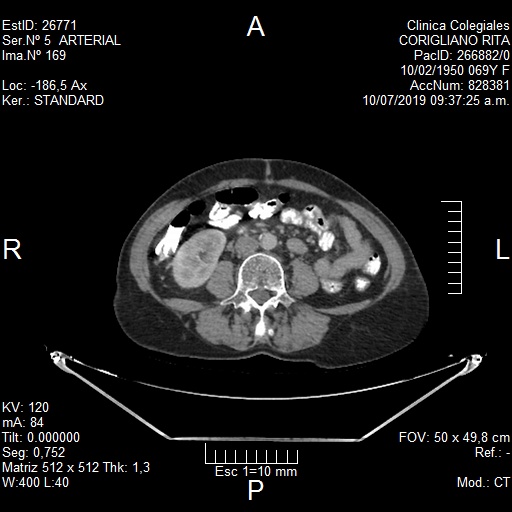 EstID: 26771
Ser.Nº 5 ARTERIAL
Ima.Nº 169
Loc: -186,5 Ax
Ker.: STANDARD
A
Clinica Colegiales
CORIGLIANO RITA
PacID: 266882/0
10/02/1950 069Y F
AccNum: 828381
10/07/2019 09:37:25 a.m.
R
L
KV: 120
mA: 84
Tilt: 0.000000
Seg: 0,752
Matriz 512 x 512 Thk: 1,3
W:400 L:40
Esc 1=10 mm
P
FOV: 50 x 49,8 cm
Ref.: -
Mod.: CT